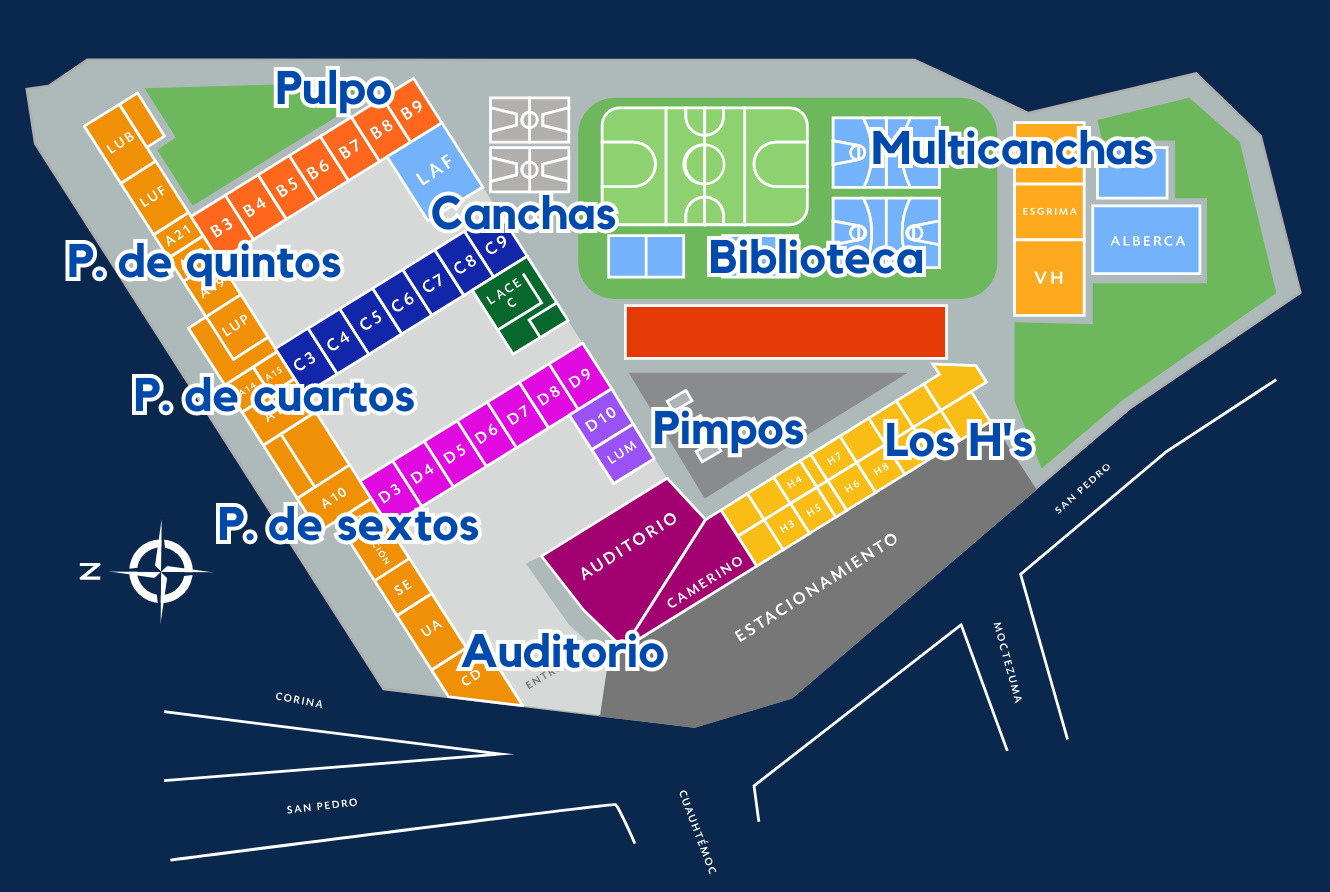 Pulpo
B9
B8
B7
B6
B5
B4
B3
LUB
LUF
LAF
A21
Multicanchas
Canchas
ESGRIMA
ALBERCA
VH
P. de quintos
Biblioteca
C9
C8
C7
C6
C5
C4
C3
LACE
C
LUP
A15
A14
P. de cuartos
D9
D8
D7
D6
D5
D4
D3
D10
LUM
Pimpos
Los H's
H7
H4
H8
H6
H5
H3
A10
P. de sextos
SAN PEDRO
AUDITORIO
CAMERINO
ESTACIONAMIENTO
N
SE
UA
CD
Auditorio
MOCTEZUMA
CORINA
SAN PEDRO
CUAUHTÉMOC